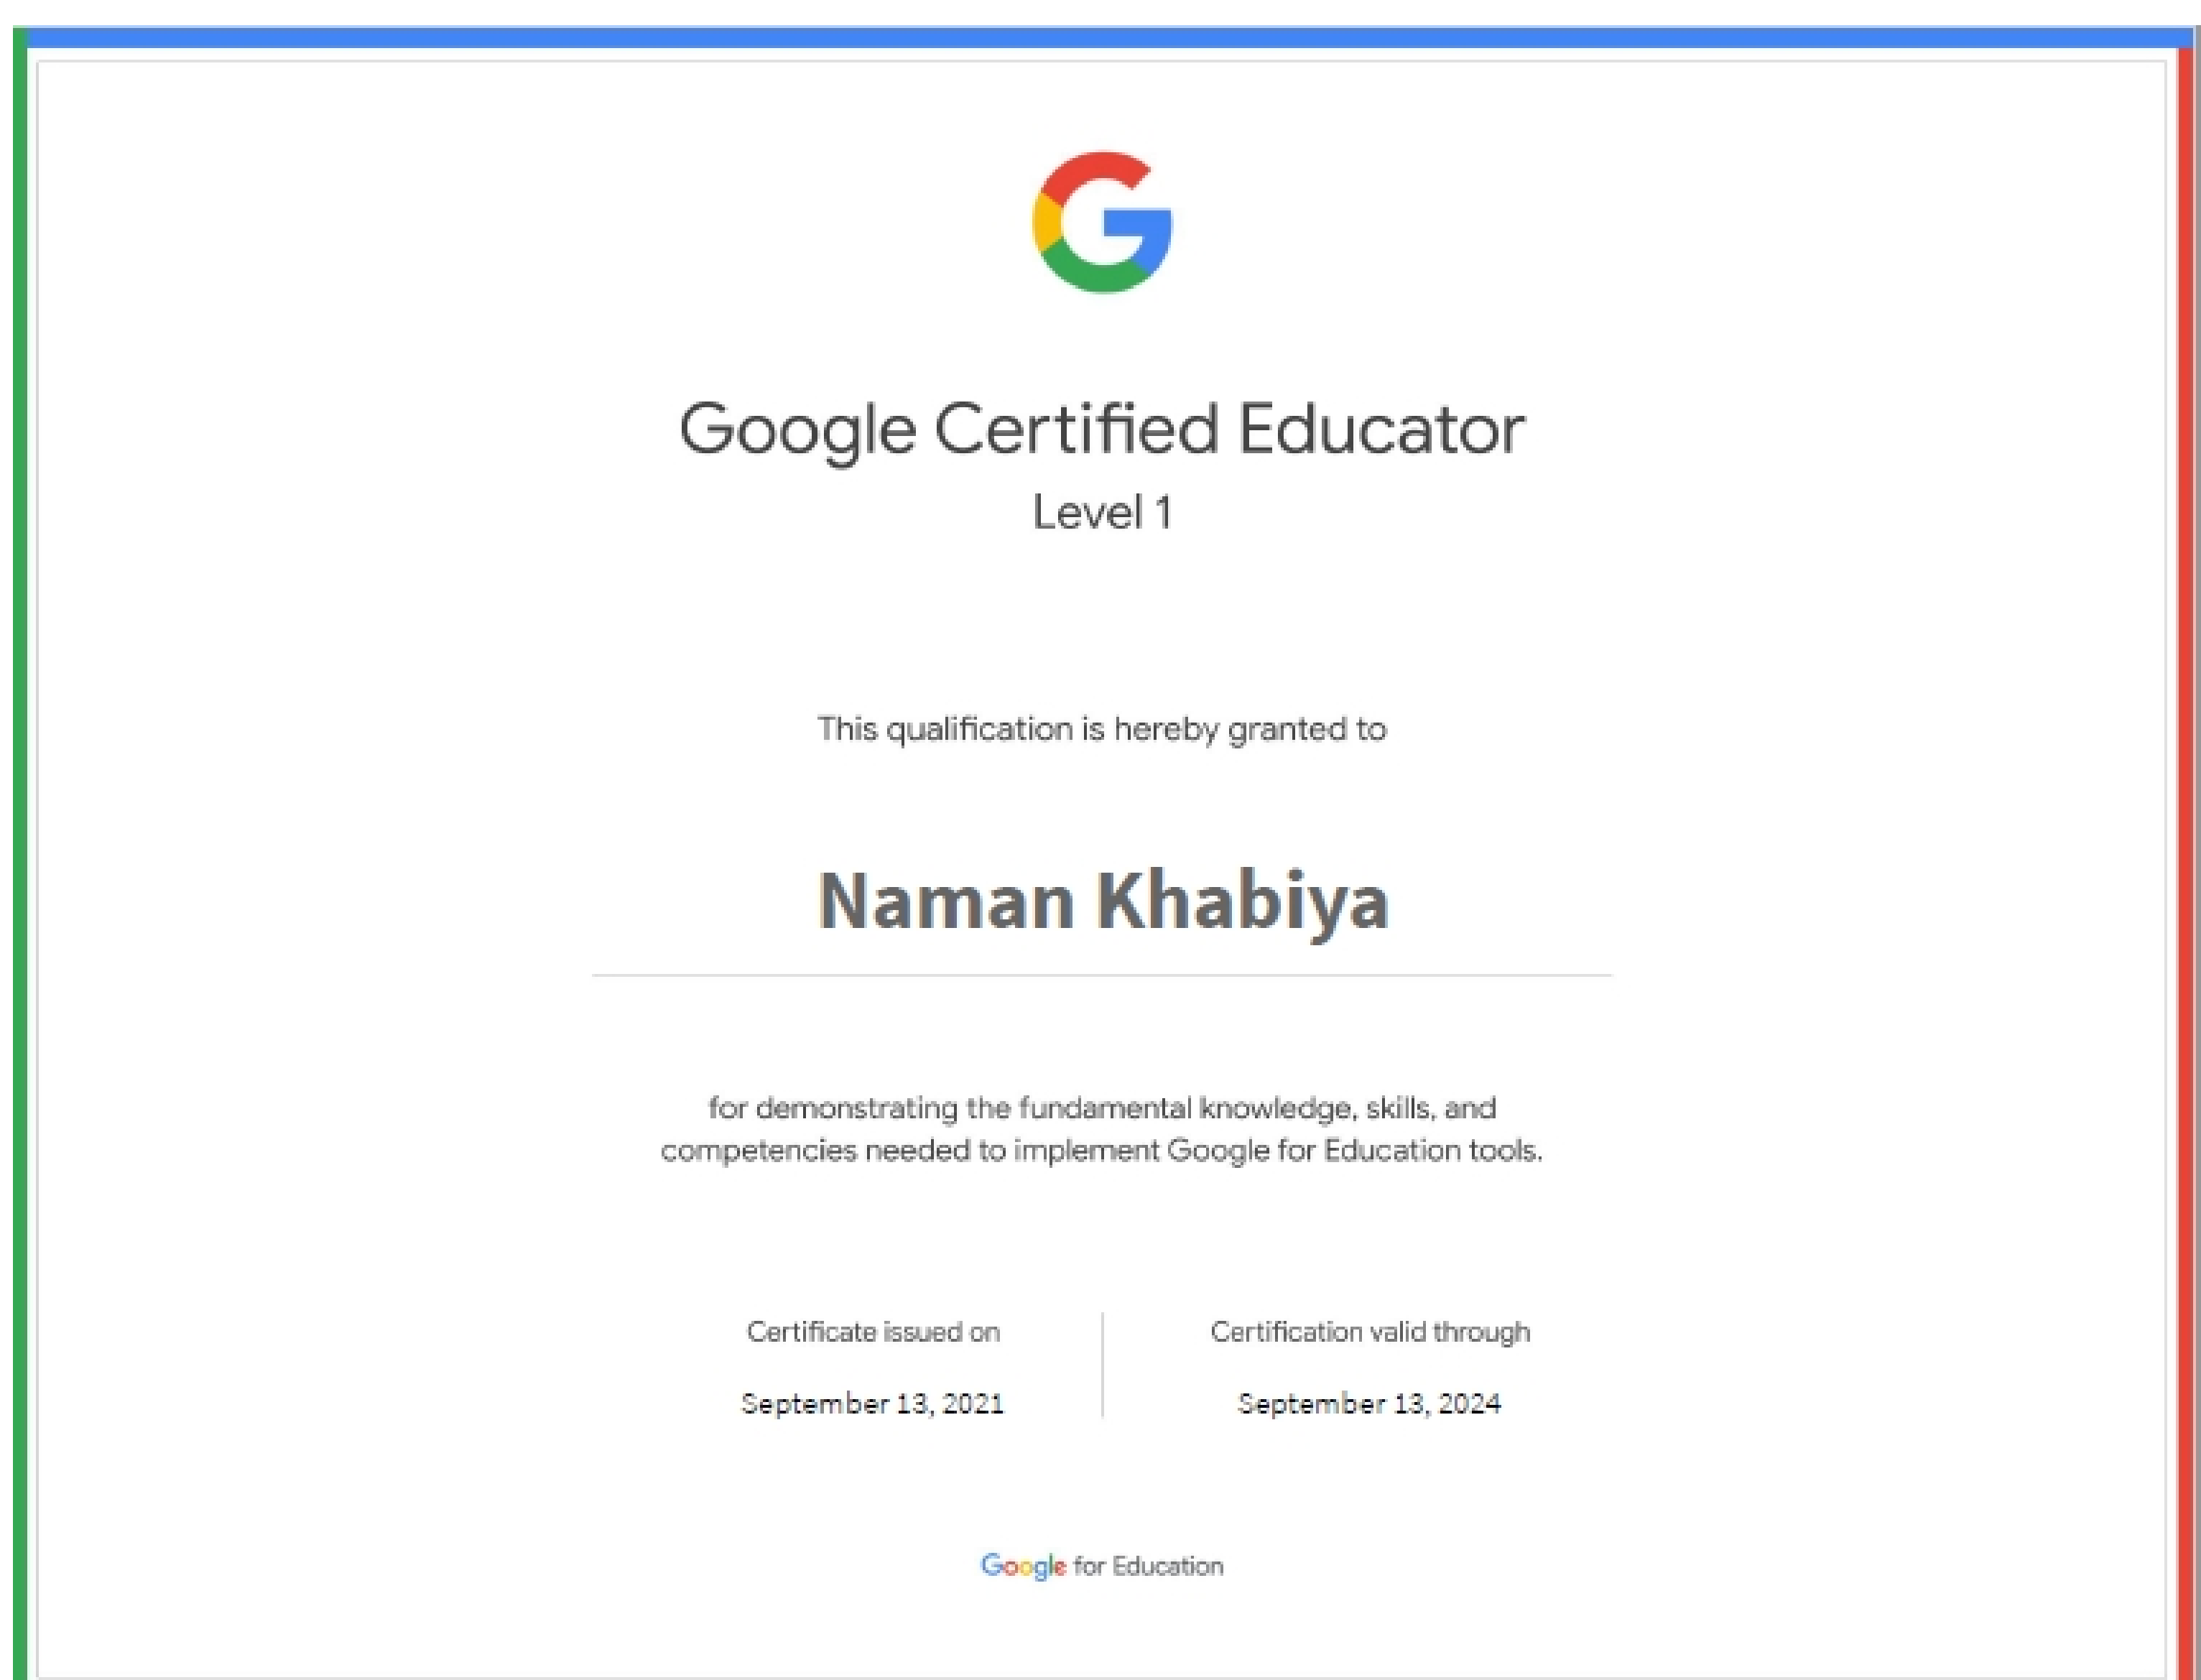 Google Certified Educator
Level 1
This qualification is hereby granted to
Naman Khabiya
for demonstrating the fundamental knowledge, skills, and
competencies needed to implement Google for Education tools.
Certificate issued on
September 13, 2021
Certification valid through
September 13, 2024
Google for Education